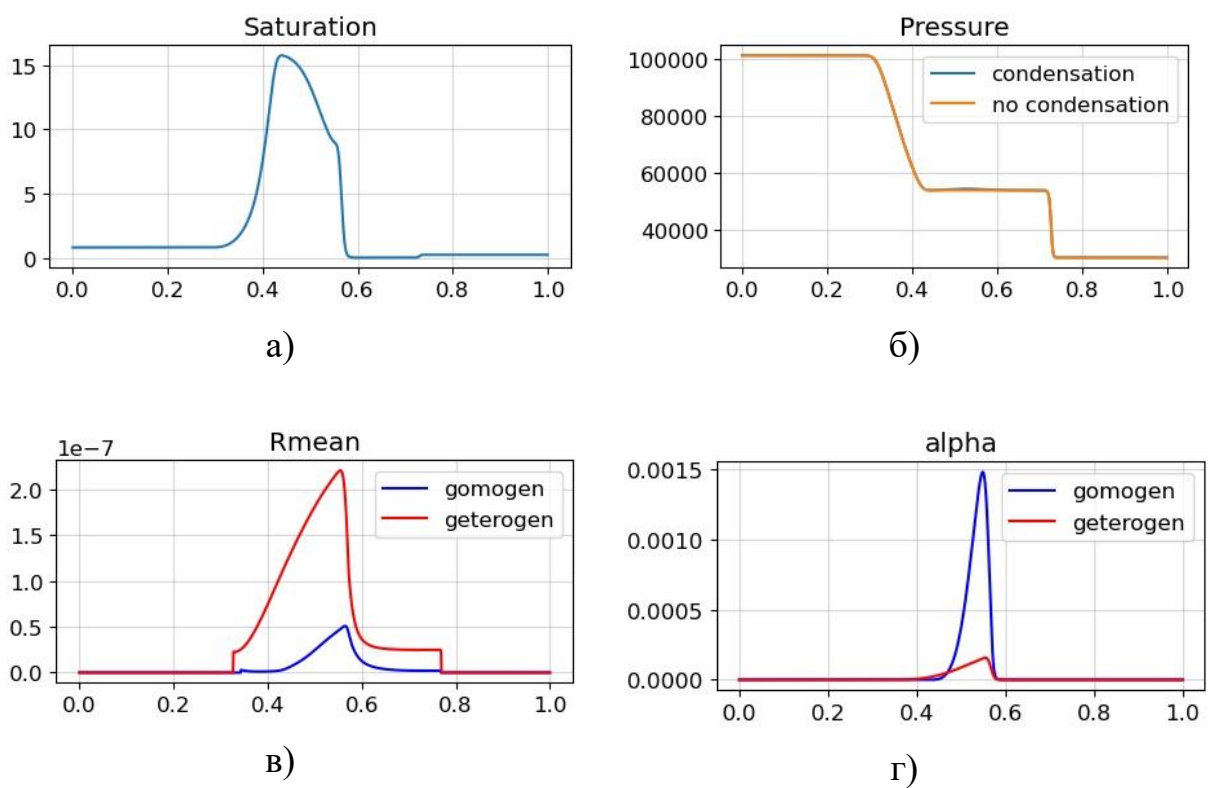 Saturation
15
10
5
0
0.0 0.2 0.4 0.6 0.8 1.0
а)
Pressure
100000
80000
60000
40000
condensation
no condensation
0.0 0.2 0.4 0.6 0.8 1.0
б)
Rmean
1e−7
2.0
1.5
1.0
0.5
0.0
gomogen
geterogen
0.0 0.2 0.4 0.6 0.8 1.0
в)
alpha
0.0015
0.0010
0.0005
0.0000
gomogen
geterogen
0.0 0.2 0.4 0.6 0.8 1.0
г)